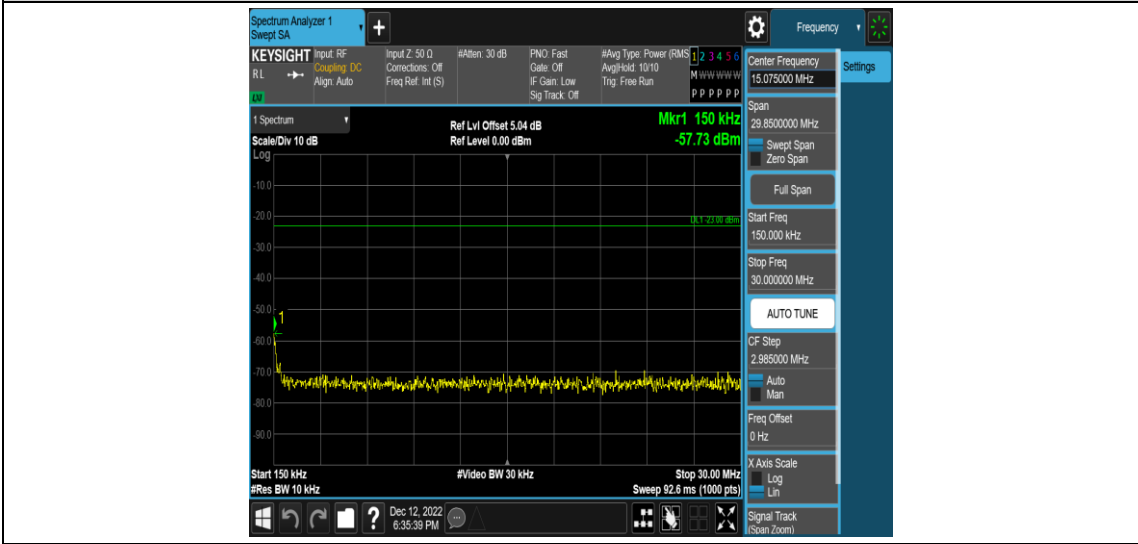 Spectrum Analyzer 1
Swept SA
+
Frequency
KEYSIGHT
RL
Input: RF
Coupling: DC
Align: Auto
Input Z: 50 Ω
Corrections: Off
Freq Ref: Int (S)
#Atten: 30 dB
PNO: Fast
Gate: Off
IF Gain: Low
Sig Track: Off
#Avg Type: Power (RMS
Avg|Hold: 10/10
Trig: Free Run
1 2 3 4 5 6
M W W W W W
P P P P P P
Center Frequency
15.075000 MHz
Settings
Span
29.8500000 MHz
Swept Span
Zero Span
Full Span
Start Freq
150.000 kHz
Stop Freq
30.000000 MHz
AUTO TUNE
CF Step
2.985000 MHz
Auto
Man
Freq Offset
0 Hz
X Axis Scale
Log
Lin
Signal Track
(Span Zoom)
1 Spectrum
Scale/Div 10 dB
Log
Ref Lvl Offset 5.04 dB
Ref Level 0.00 dBm
Mkr1 150 kHz
-57.73 dBm
-10.0
-20.0
DL1 -23.00 dBm
-30.0
-40.0
-50.0
1
-60.0
-70.0
-80.0
-90.0
Start 150 kHz
#Video BW 30 kHz
Stop 30.00 MHz
#Res BW 10 kHz
Sweep 92.6 ms (1000 pts)
?
Dec 12, 2022
6:35:39 PM